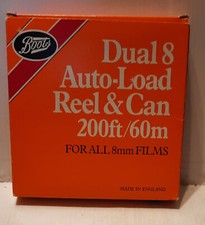 Boots
Dual 8
Auto-Load
Reel & Can
200ft/60m
FOR ALL 8mm FILMS
MADE IN ENGLAND